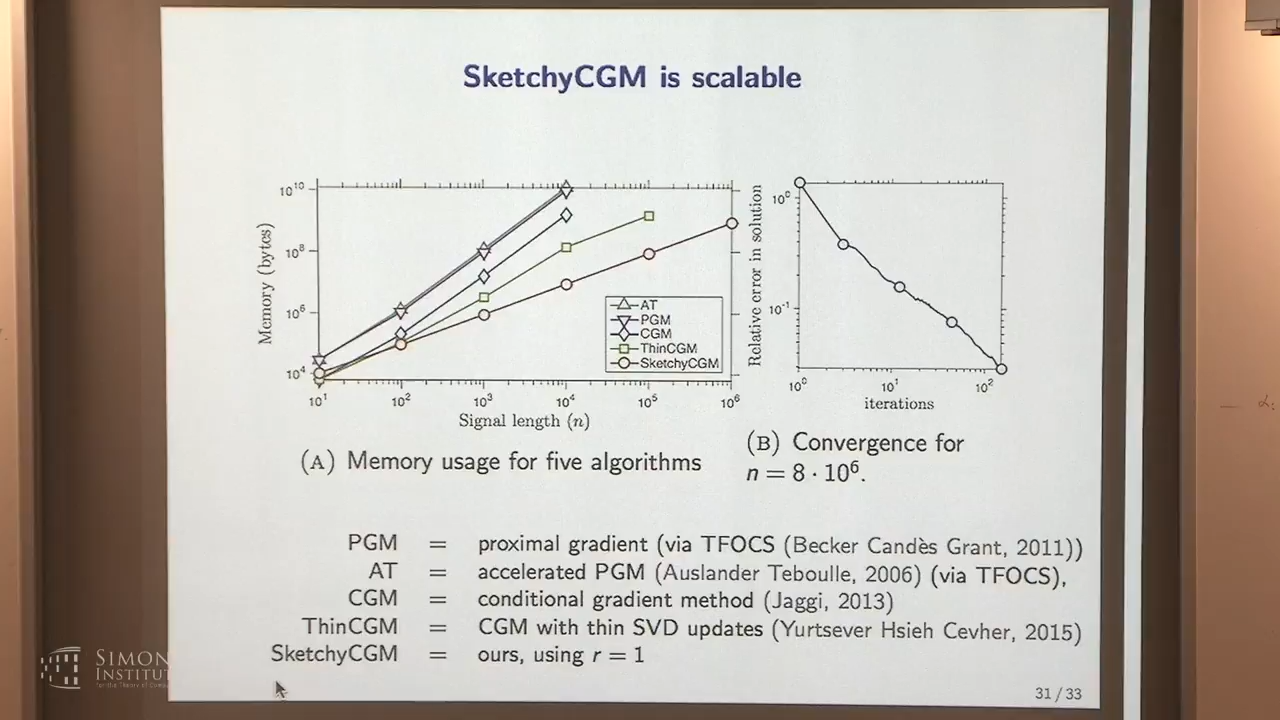 SketchyCGM is scalable
Memory (bytes)
10^10
10^8
10^6
10^4
10^1 10^2 10^3 10^4 10^5 10^6
Signal length (n)
AT
PGM
CGM
ThinCGM
SketchyCGM
(A) Memory usage for five algorithms
Relative error in solution
10^0
10^-1
10^0 10^1 10^2
iterations
(B) Convergence for
n = 8 · 10^6.
PGM = proximal gradient (via TFOCS (Becker Candès Grant, 2011))
AT = accelerated PGM (Auslander Teboulle, 2006) (via TFOCS),
CGM = conditional gradient method (Jaggi, 2013)
ThinCGM = CGM with thin SVD updates (Yurtsever Hsieh Cevher, 2015)
SketchyCGM = ours, using r = 1
31 / 33
SIMON
INSTITUT